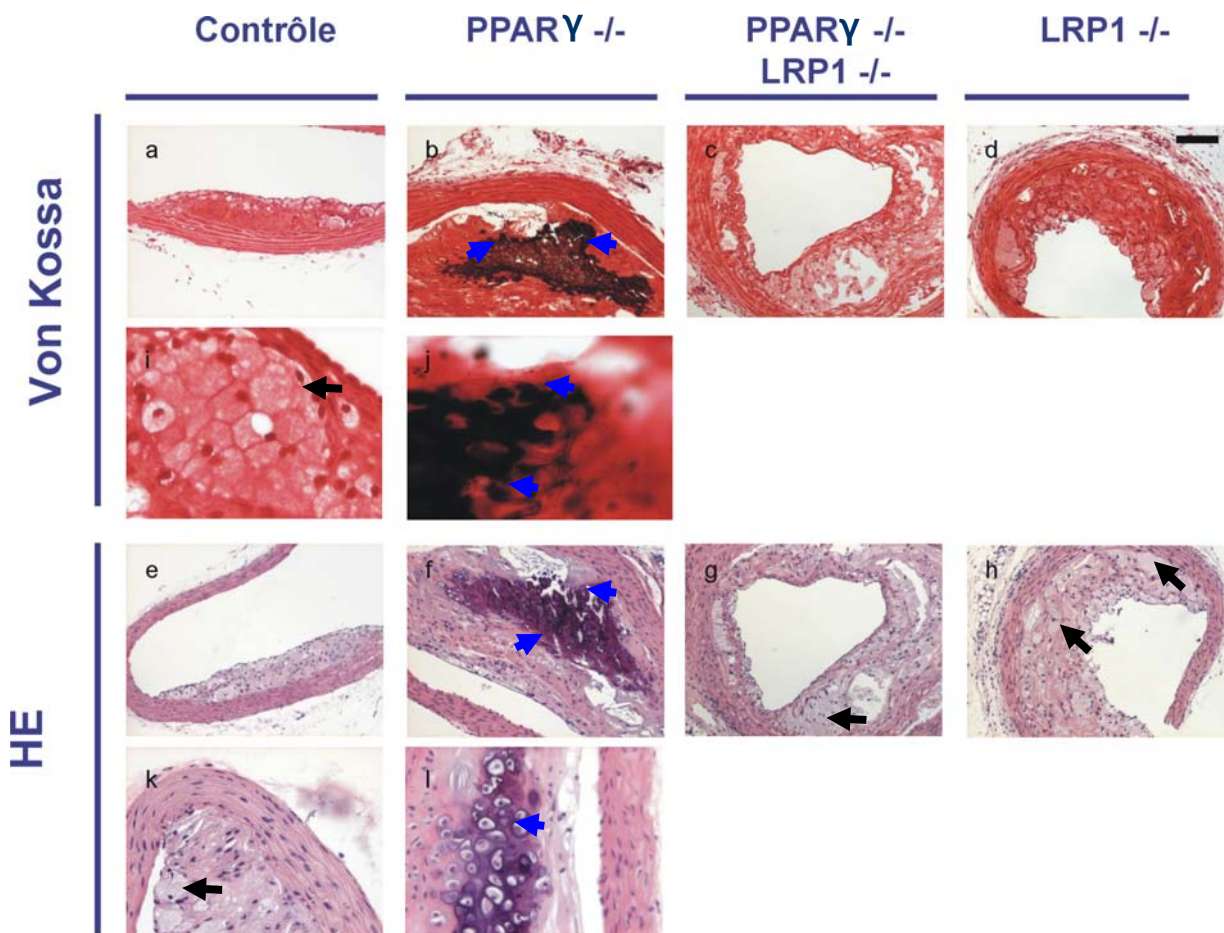 Contrôle PPARγ -/- PPARγ -/- LRP1 -/-
LRP1 -/-
Von Kossa
a b c d
i j
HE
e f g h
k l